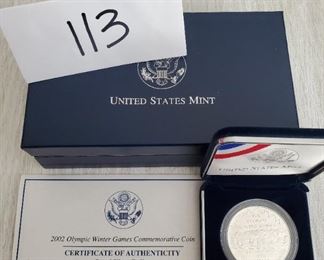 113
UNITED STATES MINT
2002 Olympic Winter Games Commemorative Coin
CERTIFICATE OF AUTHENTICITY